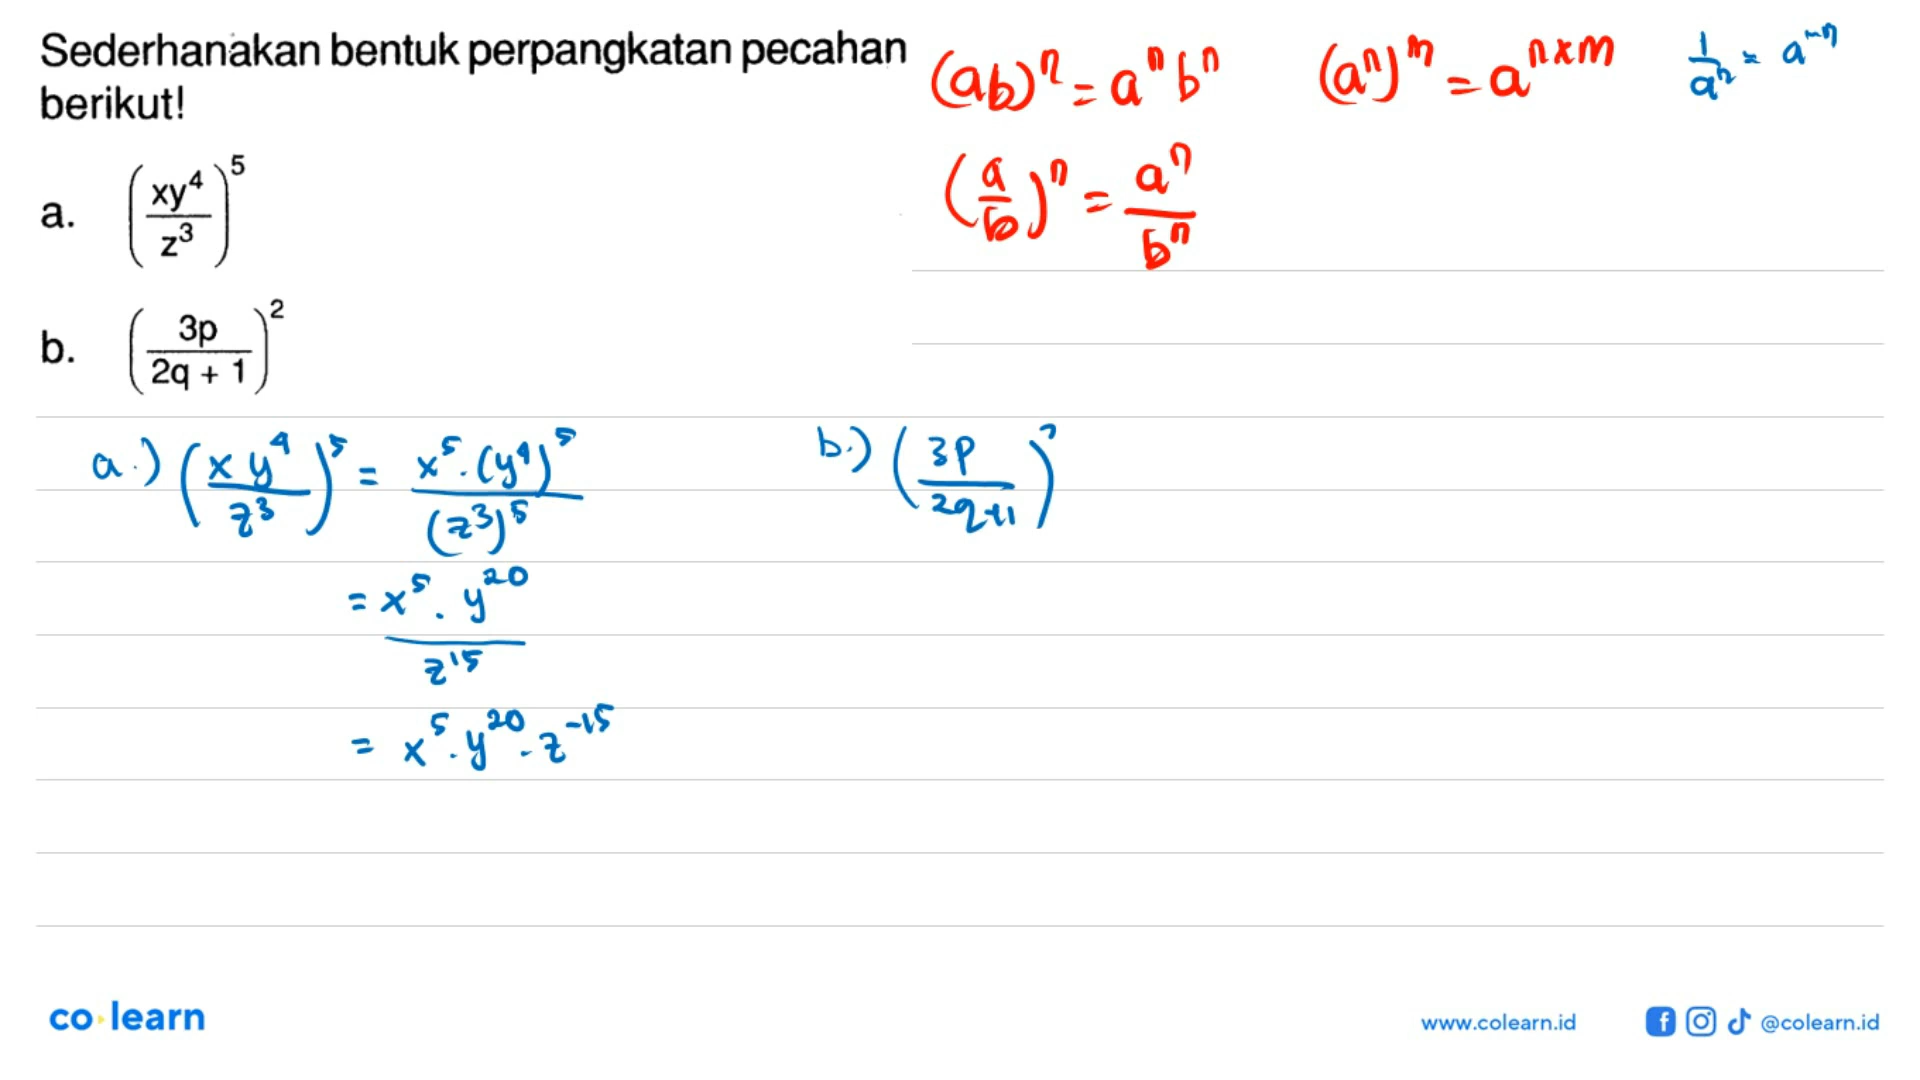 Sederhanakan bentuk perpangkatan pecahan
berikut!
a. (xy^4/z^3)^5
b. (3p/(2q + 1))^2
(ab)^n = a^n b^n
(a^n)^m = a^(n×m)
1/a^n = a^-n
(a/b)^n = a^n/b^n
a.) (xy^4/z^3)^5 = x^5·(y^4)^5/(z^3)^5
= x^5·y^20/z^15
= x^5·y^20·z^-15
b.) (3p/(2q+1))^2
co learn
www.colearn.id
@colearn.id